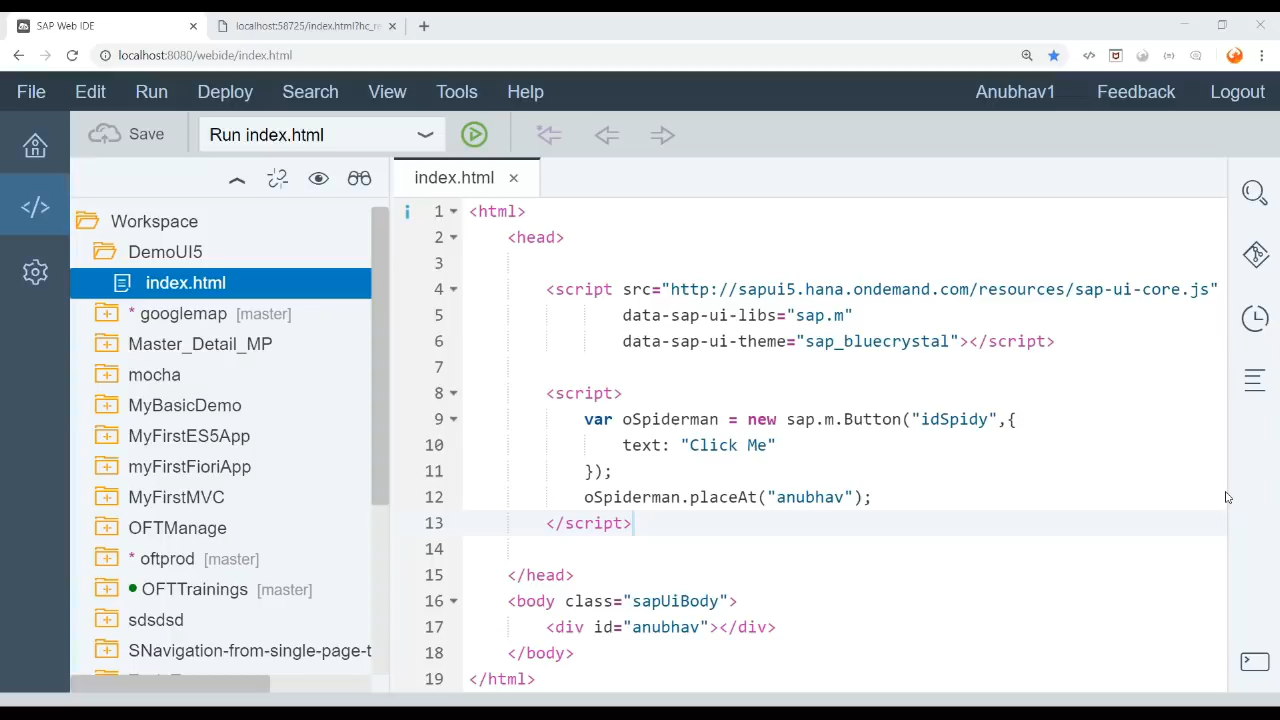 SAP Web IDE
localhost:58725/index.html?hc_re
localhost:8080/webide/index.html
File Edit Run Deploy Search View Tools Help Anubhav1 Feedback Logout
Save Run index.html
index.html
Workspace
DemoUI5
index.html
* googlemap [master]
Master_Detail_MP
mocha
MyBasicDemo
MyFirstES5App
myFirstFioriApp
MyFirstMVC
OFTManage
* oftprod [master]
OFTTrainings [master]
sdsdsd
SNavigation-from-single-page-t
1 <html>
2 <head>
3
4 <script src="http://sapui5.hana.ondemand.com/resources/sap-ui-core.js"
5 data-sap-ui-libs="sap.m"
6 data-sap-ui-theme="sap_bluecrystal"></script>
7
8 <script>
9 var oSpiderman = new sap.m.Button("idSpidy",{
10 text: "Click Me"
11 });
12 oSpiderman.placeAt("anubhav");
13 </script>
14
15 </head>
16 <body class="sapUiBody">
17 <div id="anubhav"></div>
18 </body>
19 </html>